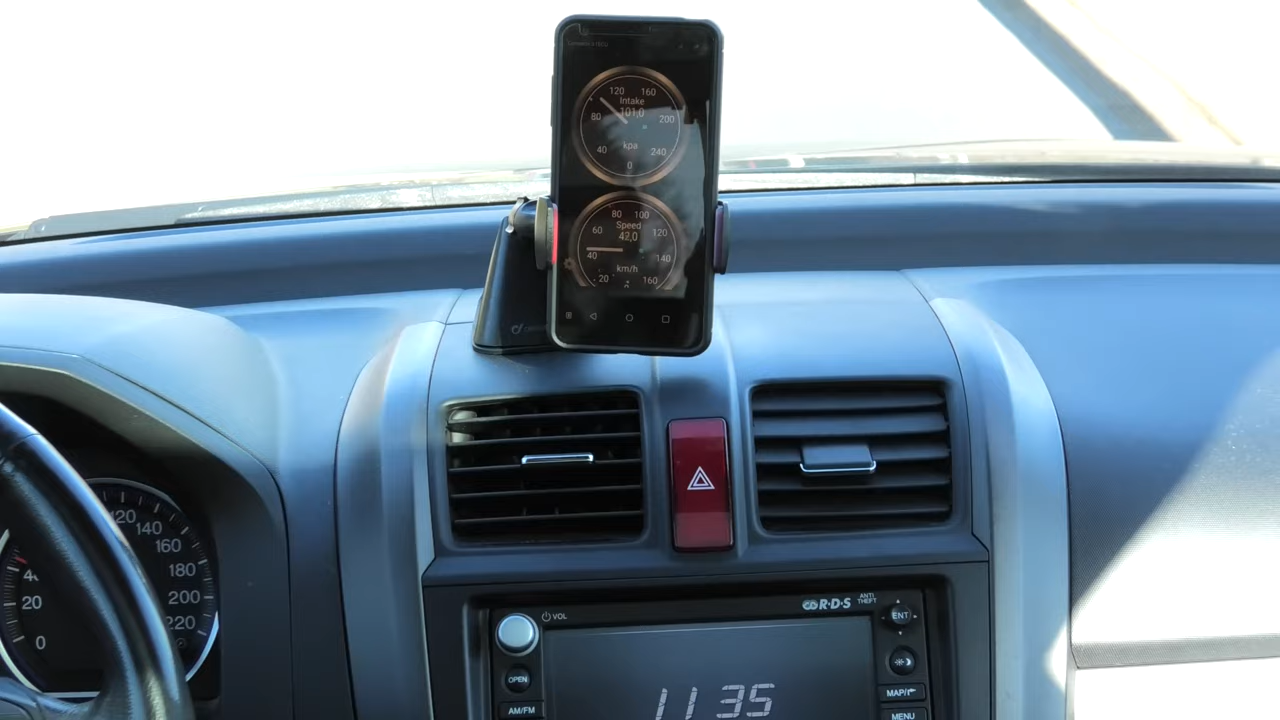 120 160
Intake
101,0
80 200
kpa
40 240
0
80 100
Speed
60 42,0 120
40 140
km/h
20 160
120
140
160
180
200
220
20
0
VOL
R·D·S
ANTI
THEFT
ENT
OPEN
AM/FM
MAP/
MENU
11 35